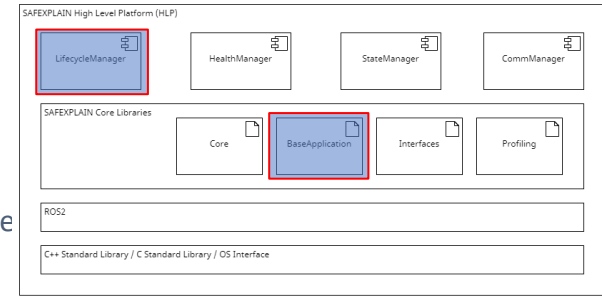 SAFEXPLAIN High Level Platform (HLP)
LifecycleManager
HealthManager
StateManager
CommManager
SAFEXPLAIN Core Libraries
Core
BaseApplication
Interfaces
Profiling
e
ROS2
C++ Standard Library / C Standard Library / OS Interface